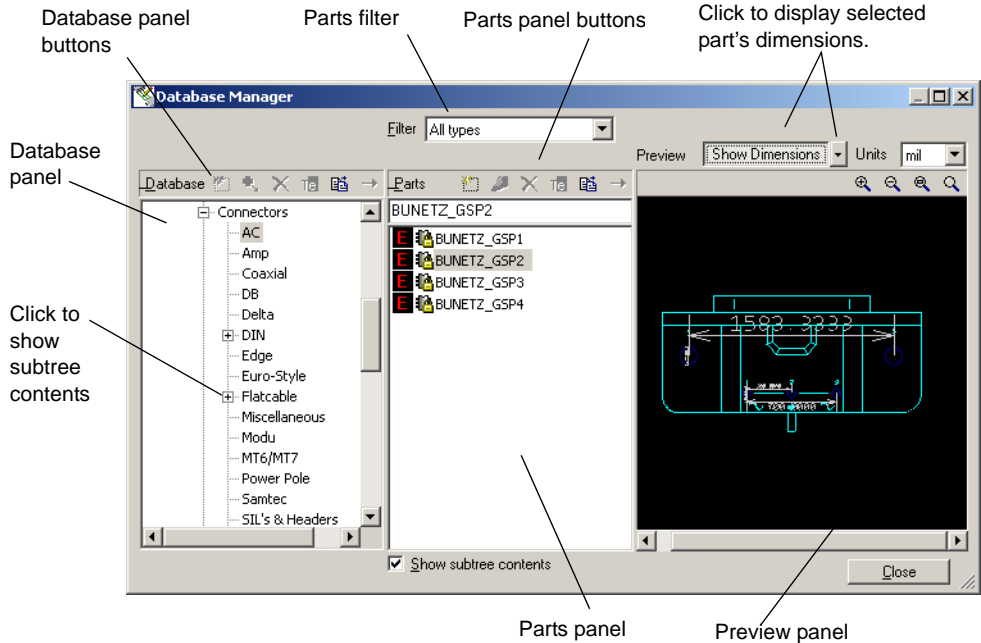 Database panel
buttons
Parts filter
Parts panel buttons
Click to display selected
part's dimensions.
Database Manager
Filter All types
Database
panel
Preview Show Dimensions Units mil
Database
Parts
Connectors
AC
Amp
Coaxial
DB
Delta
DIN
Edge
Euro-Style
Flatcable
Miscellaneous
Modu
MT6/MT7
Power Pole
Samtec
SIL's & Headers
BUNETZ_GSP2
E BUNETZ_GSP1
E BUNETZ_GSP2
E BUNETZ_GSP3
E BUNETZ_GSP4
1583.3333
Click to
show
subtree
contents
Show subtree contents
Close
Parts panel
Preview panel